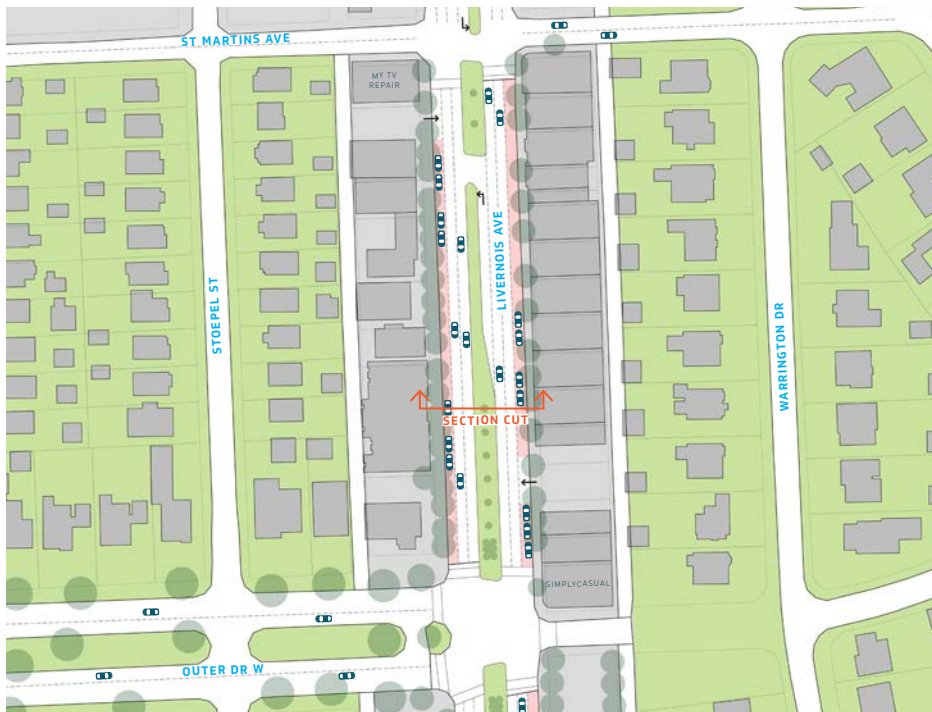 ST MARTINS AVE
MY TV
REPAIR
LIVERNOIS AVE
STOEPEL ST
WARRINGTON DR
SECTION CUT
SIMPLYCASUAL
OUTER DR W